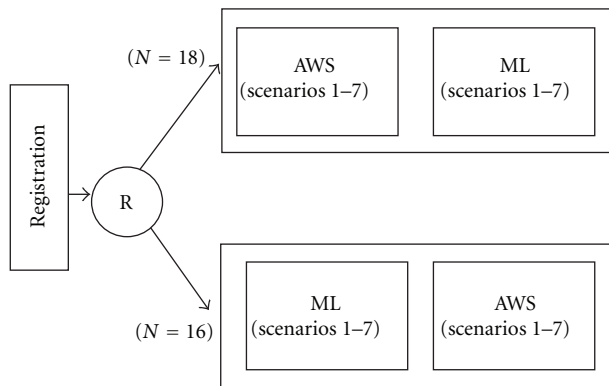 Registration
R
(N = 18)
AWS
(scenarios 1–7)
ML
(scenarios 1–7)
(N = 16)
ML
(scenarios 1–7)
AWS
(scenarios 1–7)